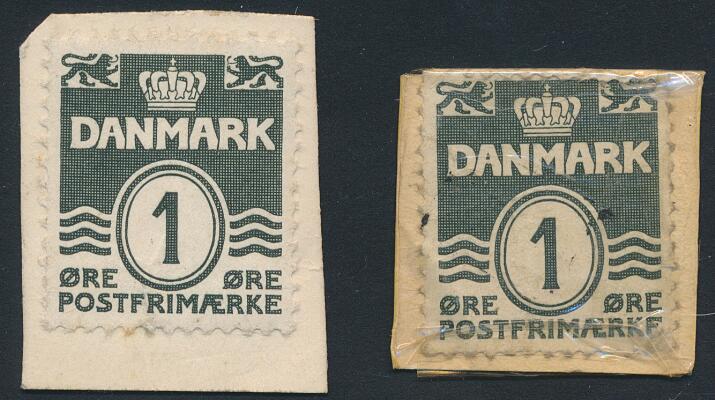 DANMARK
1
ØRE ØRE
POSTFRIMÆRKE
DANMARK
1
ØRE ØRE
POSTFRIMÆRKE